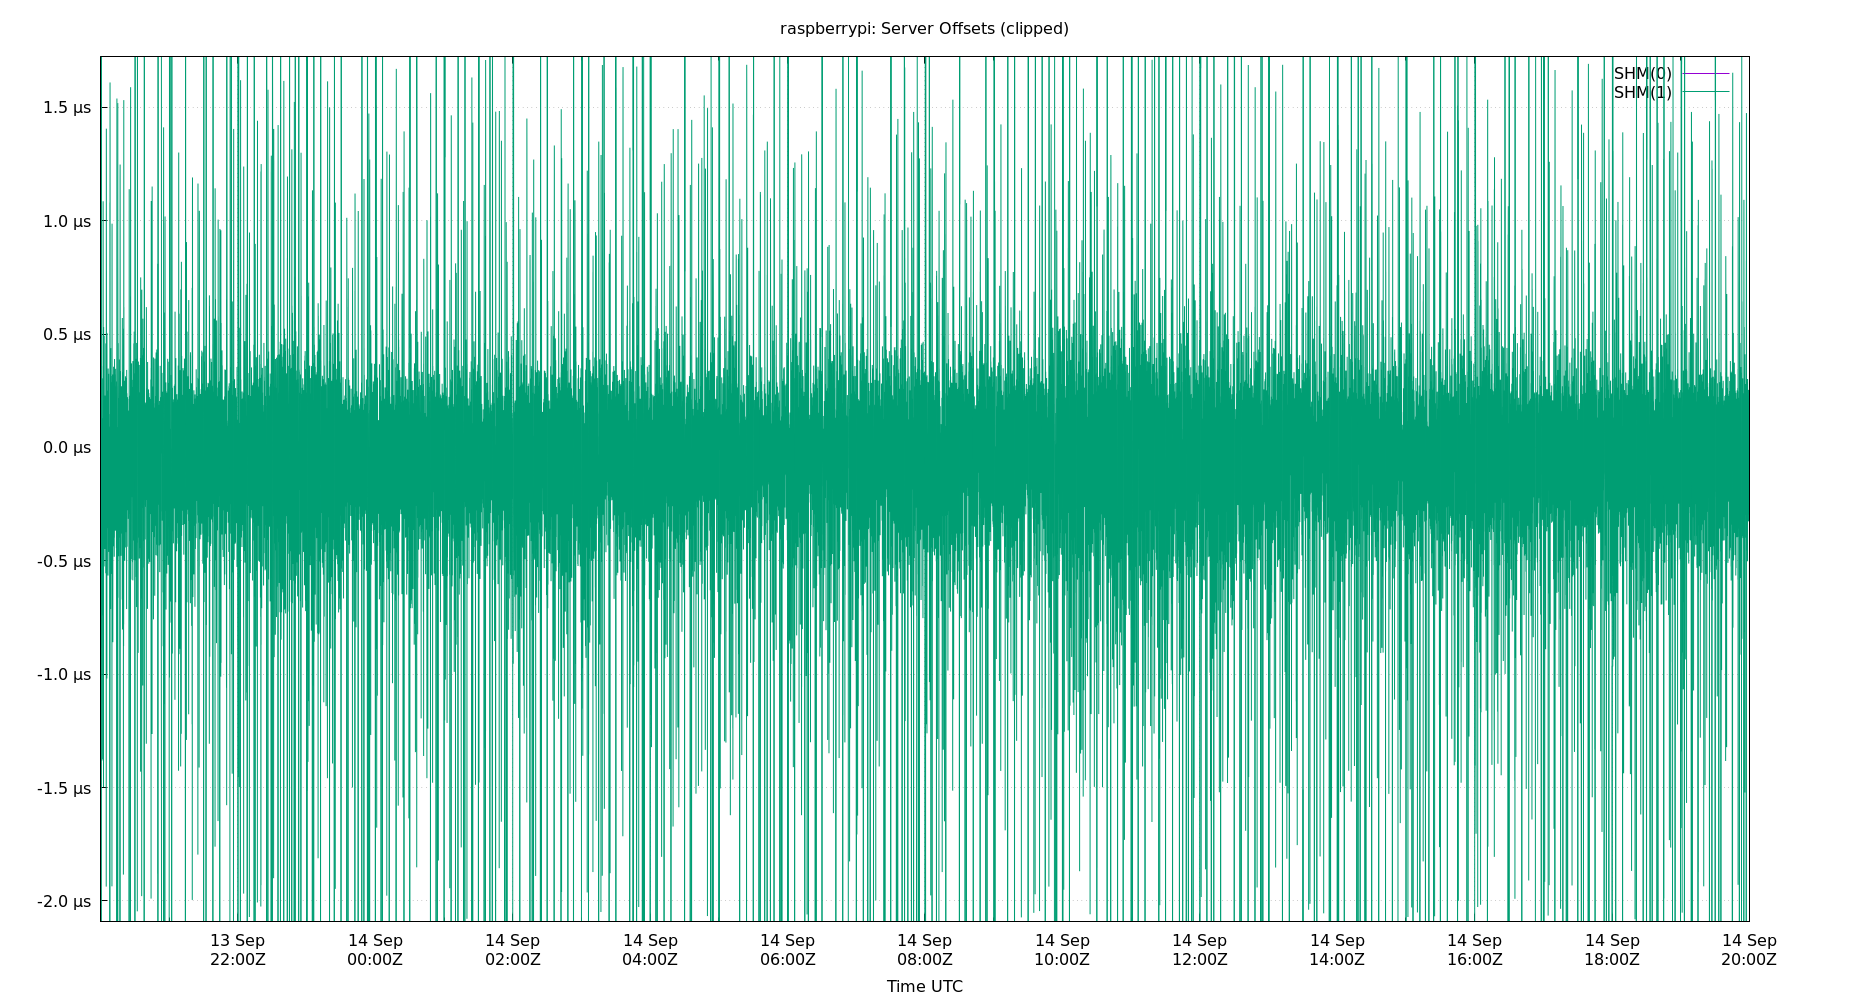 raspberrypi: Server Offsets (clipped)
SHM(0)
SHM(1)
1.5 µs
1.0 µs
0.5 µs
0.0 µs
-0.5 µs
-1.0 µs
-1.5 µs
-2.0 µs
13 Sep 14 Sep 14 Sep 14 Sep 14 Sep 14 Sep 14 Sep 14 Sep 14 Sep 14 Sep 14 Sep 14 Sep
22:00Z 00:00Z 02:00Z 04:00Z 06:00Z 08:00Z 10:00Z 12:00Z 14:00Z 16:00Z 18:00Z 20:00Z
Time UTC